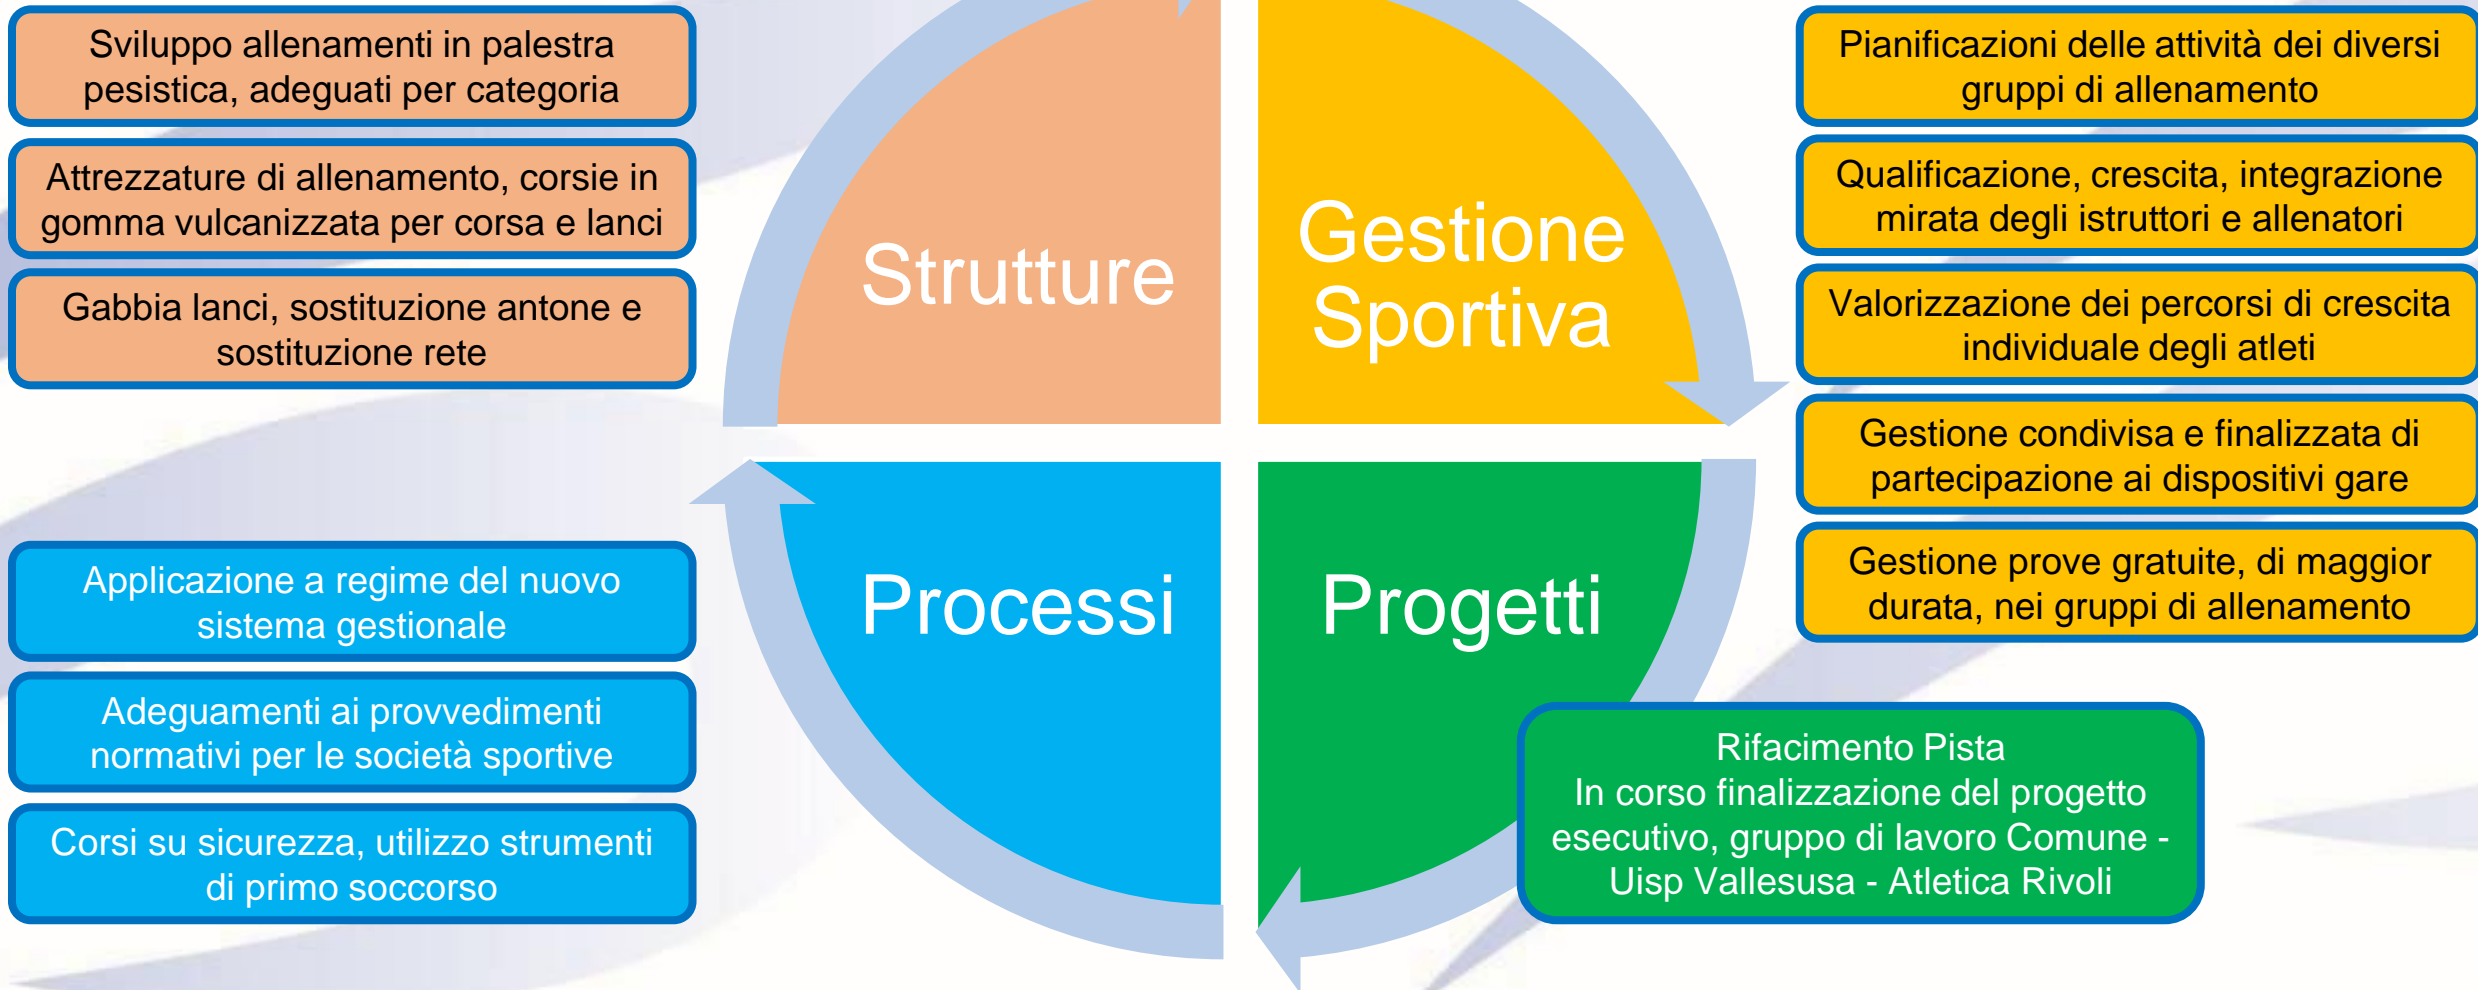 Sviluppo allenamenti in palestra
pesistica, adeguati per categoria
Attrezzature di allenamento, corsie in
gomma vulcanizzata per corsa e lanci
Gabbia lanci, sostituzione antone e
sostituzione rete
Strutture
Gestione
Sportiva
Pianificazioni delle attività dei diversi
gruppi di allenamento
Qualificazione, crescita, integrazione
mirata degli istruttori e allenatori
Valorizzazione dei percorsi di crescita
individuale degli atleti
Gestione condivisa e finalizzata di
partecipazione ai dispositivi gare
Gestione prove gratuite, di maggior
durata, nei gruppi di allenamento
Applicazione a regime del nuovo
sistema gestionale
Adeguamenti ai provvedimenti
normativi per le società sportive
Corsi su sicurezza, utilizzo strumenti
di primo soccorso
Processi
Progetti
Rifacimento Pista
In corso finalizzazione del progetto
esecutivo, gruppo di lavoro Comune -
Uisp Vallesusa - Atletica Rivoli